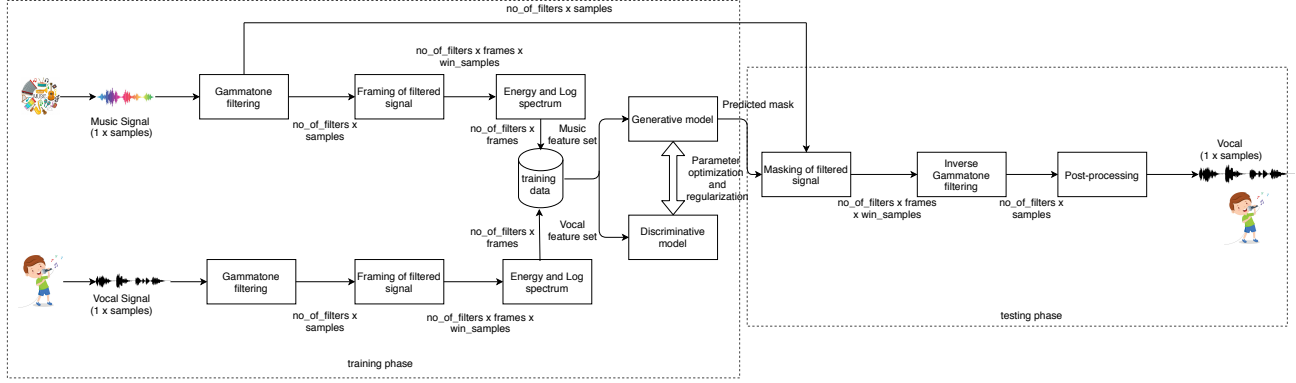 no_of_filters x samples
no_of_filters x frames x
win_samples
Gammatone
filtering
Framing of filtered
signal
Energy and Log
spectrum
Music Signal
(1 x samples)
no_of_filters x
samples
no_of_filters x
frames
Music
feature set
Generative model
Predicted mask
training
data
Parameter
optimization
and
regularization
Masking of filtered
signal
Inverse
Gammatone
filtering
Post-processing
Vocal
(1 x samples)
no_of_filters x frames
x win_samples
no_of_filters x
samples
no_of_filters x
frames
Vocal
feature set
Discriminative
model
Gammatone
filtering
Framing of filtered
signal
Energy and Log
spectrum
Vocal Signal
(1 x samples)
no_of_filters x
samples
no_of_filters x frames x
win_samples
testing phase
training phase